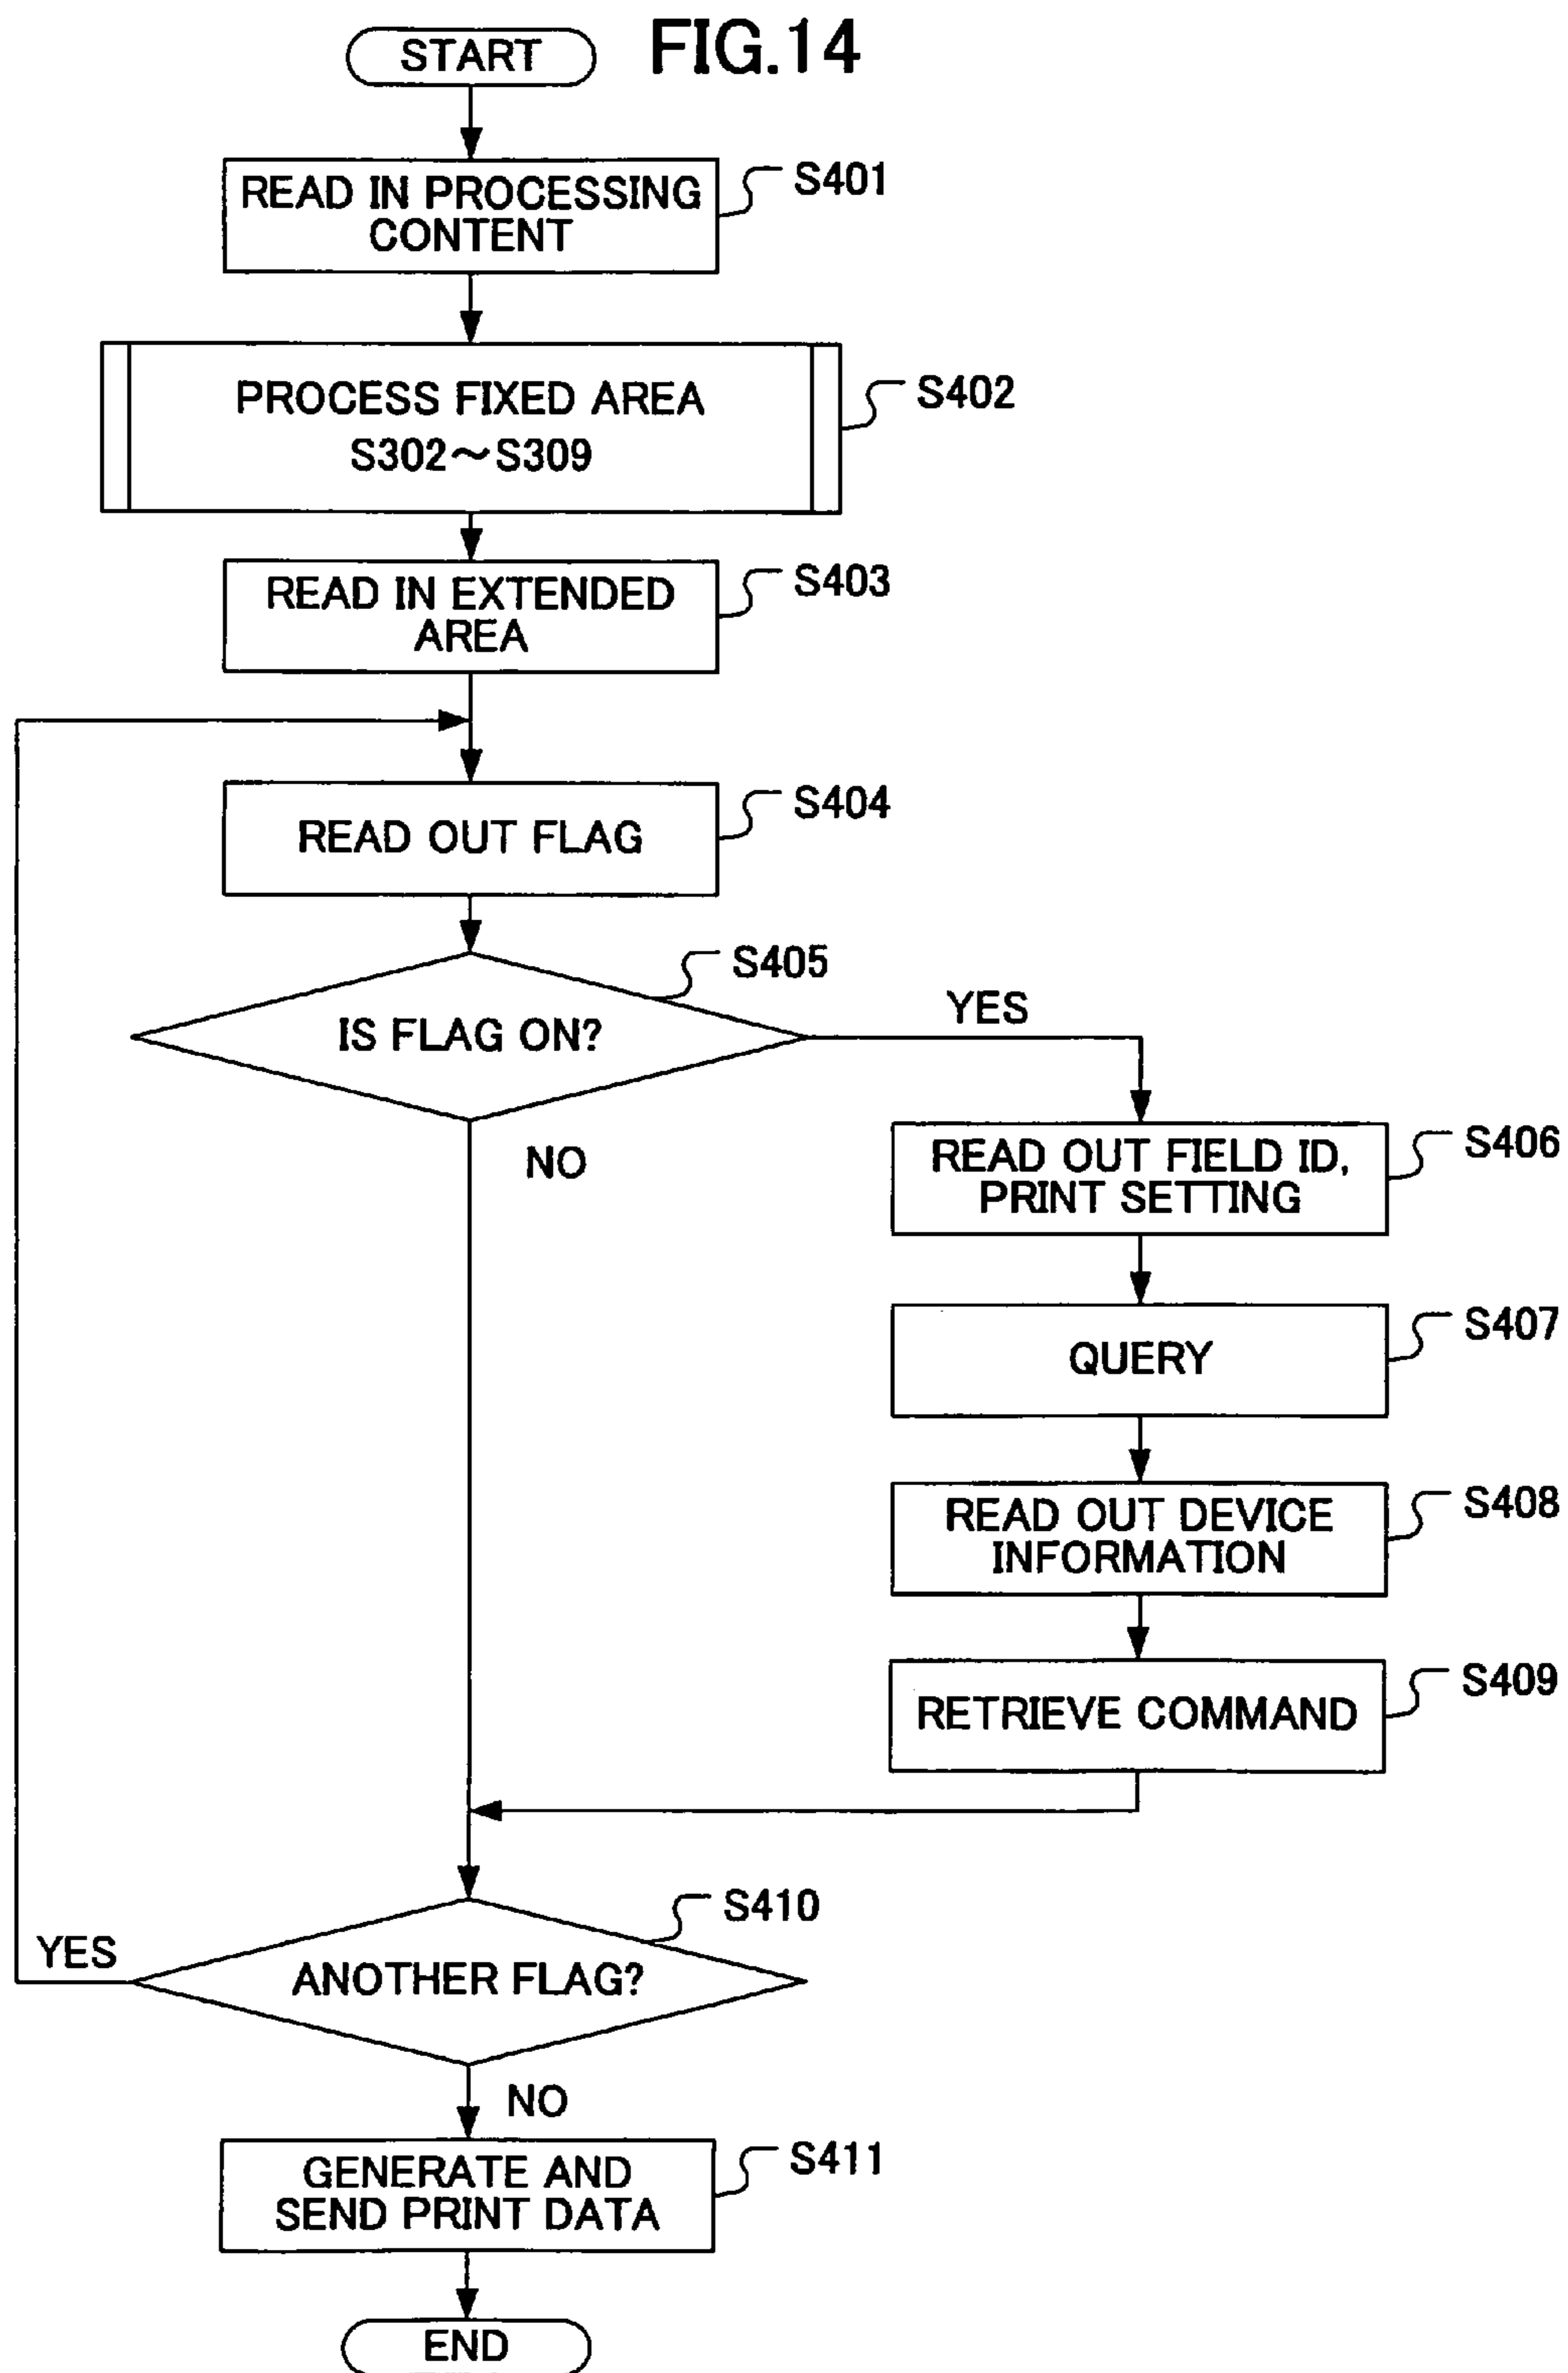 FIG.14
START
READ IN PROCESSING
CONTENT
S401
PROCESS FIXED AREA
S302～S309
S402
READ IN EXTENDED
AREA
S403
READ OUT FLAG
S404
IS FLAG ON?
S405
YES
NO
READ OUT FIELD ID,
PRINT SETTING
S406
QUERY
S407
READ OUT DEVICE
INFORMATION
S408
RETRIEVE COMMAND
S409
ANOTHER FLAG?
S410
YES
NO
GENERATE AND
SEND PRINT DATA
S411
END